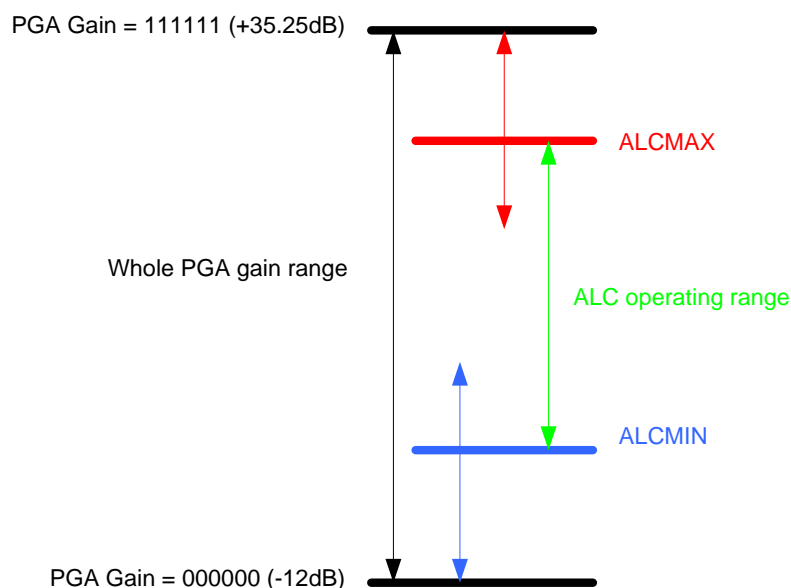 PGA Gain = 111111 (+35.25dB)
ALCMAX
Whole PGA gain range
ALC operating range
ALCMIN
PGA Gain = 000000 (-12dB)